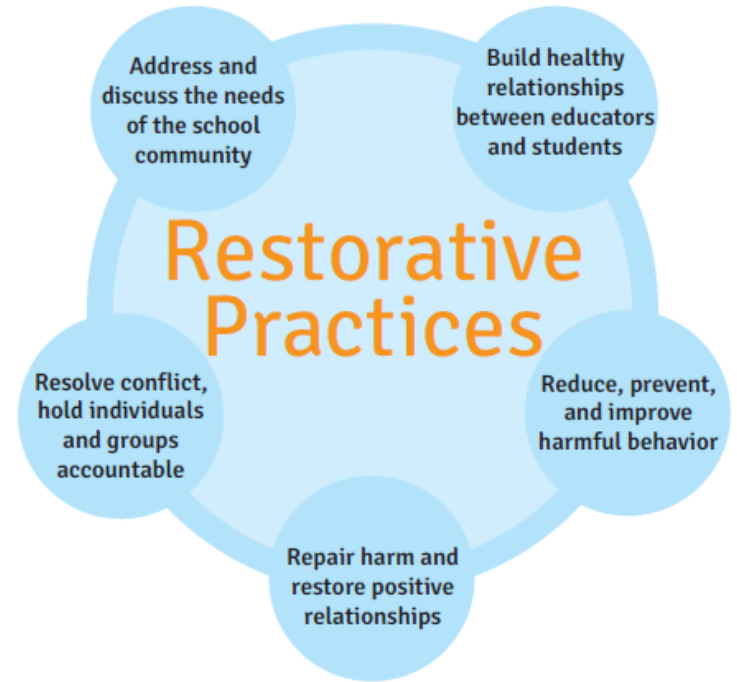 Address and
discuss the needs
of the school
community
Build healthy
relationships
between educators
and students
Restorative
Practices
Resolve conflict,
hold individuals
and groups
accountable
Reduce, prevent,
and improve
harmful behavior
Repair harm and
restore positive
relationships